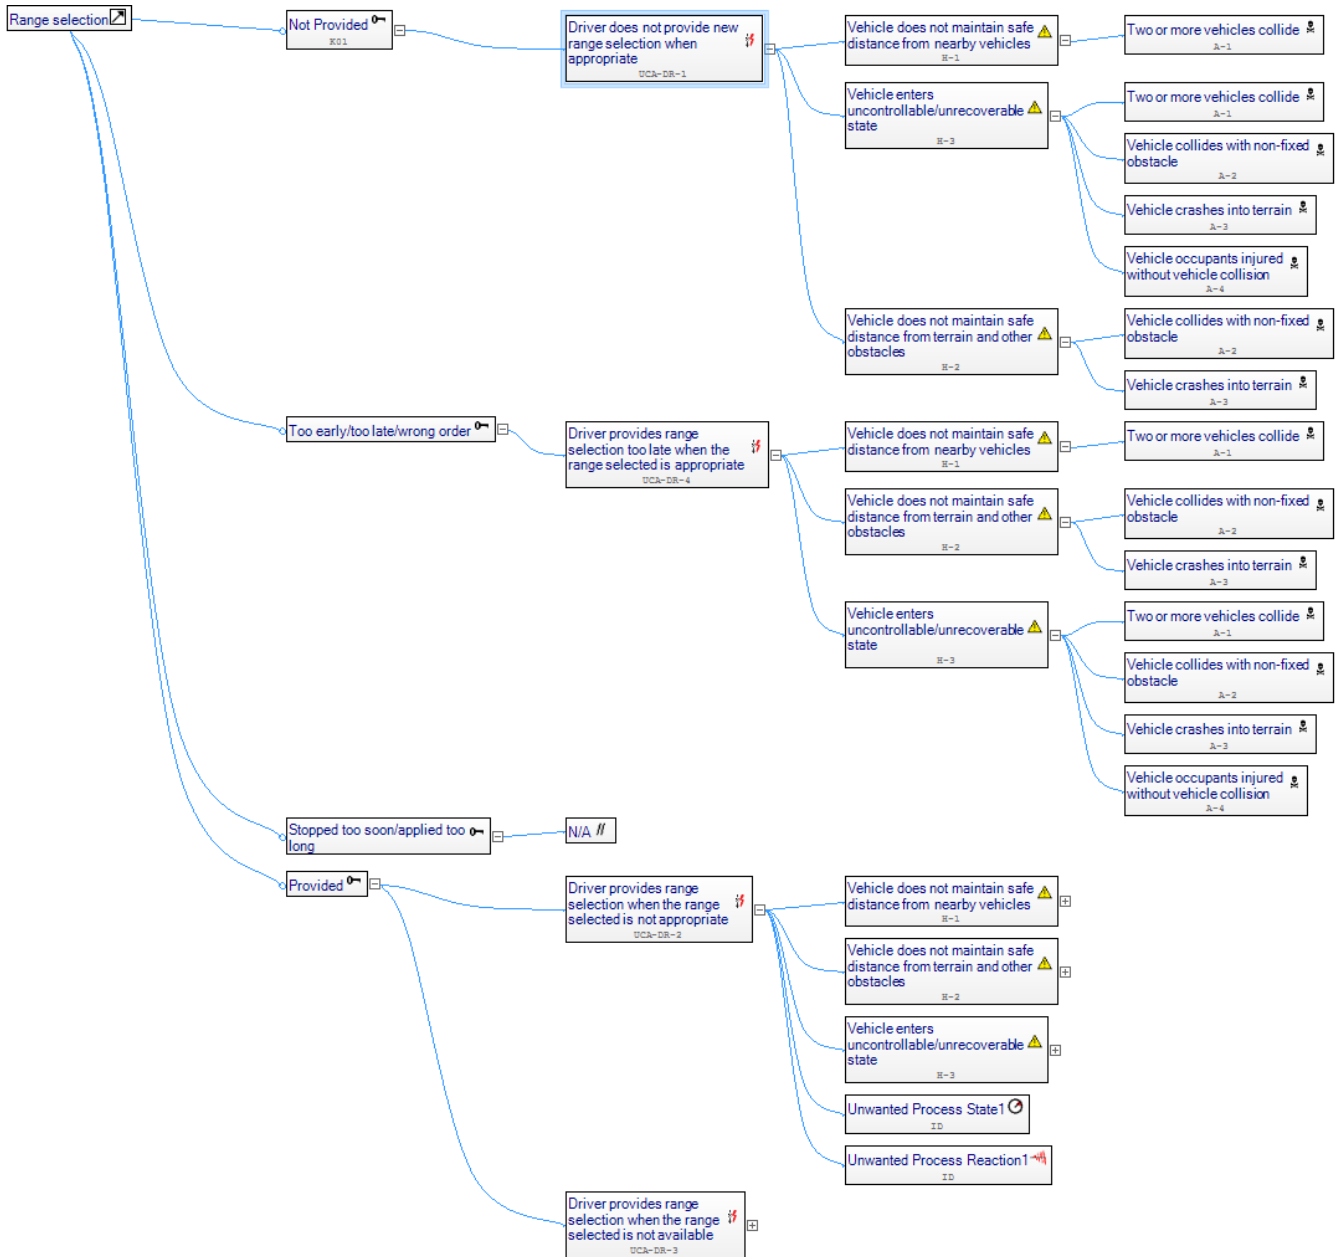 Range selection
Not Provided
K01
Driver does not provide new
range selection when
appropriate
UCA-DR-1
Vehicle does not maintain safe
distance from nearby vehicles
H-1
Two or more vehicles collide
A-1
Vehicle enters
uncontrollable/unrecoverable
state
H-3
Two or more vehicles collide
A-1
Vehicle collides with non-fixed
obstacle
A-2
Vehicle crashes into terrain
A-3
Vehicle occupants injured
without vehicle collision
A-4
Vehicle does not maintain safe
distance from terrain and other
obstacles
H-2
Vehicle collides with non-fixed
obstacle
A-2
Vehicle crashes into terrain
A-3
Too early/too late/wrong order
Driver provides range
selection too late when the
range selected is appropriate
UCA-DR-4
Vehicle does not maintain safe
distance from nearby vehicles
H-1
Two or more vehicles collide
A-1
Vehicle does not maintain safe
distance from terrain and other
obstacles
H-2
Vehicle collides with non-fixed
obstacle
A-2
Vehicle crashes into terrain
A-3
Vehicle enters
uncontrollable/unrecoverable
state
H-3
Two or more vehicles collide
A-1
Vehicle collides with non-fixed
obstacle
A-2
Vehicle crashes into terrain
A-3
Vehicle occupants injured
without vehicle collision
A-4
Stopped too soon/applied too
long
N/A
Provided
Driver provides range
selection when the range
selected is not appropriate
UCA-DR-2
Vehicle does not maintain safe
distance from nearby vehicles
H-1
Vehicle does not maintain safe
distance from terrain and other
obstacles
H-2
Vehicle enters
uncontrollable/unrecoverable
state
H-3
Unwanted Process State1
ID
Unwanted Process Reaction1
ID
Driver provides range
selection when the range
selected is not available
UCA-DR-3